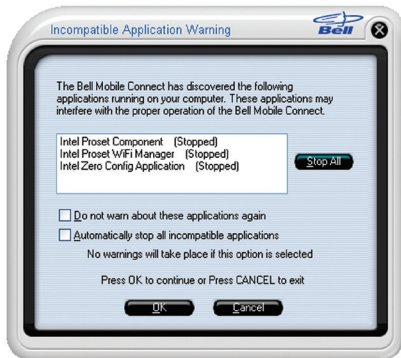 Incompatible Application Warning
Bell
The Bell Mobile Connect has discovered the following
applications running on your computer. These applications may
interfere with the proper operation of the Bell Mobile Connect.
Intel Proset Component (Stopped)
Intel Proset WiFi Manager (Stopped)
Intel Zero Config Application (Stopped)
Stop All
Do not warn about these applications again
Automatically stop all incompatible applications
No warnings will take place if this option is selected
Press OK to continue or Press CANCEL to exit
OK Cancel